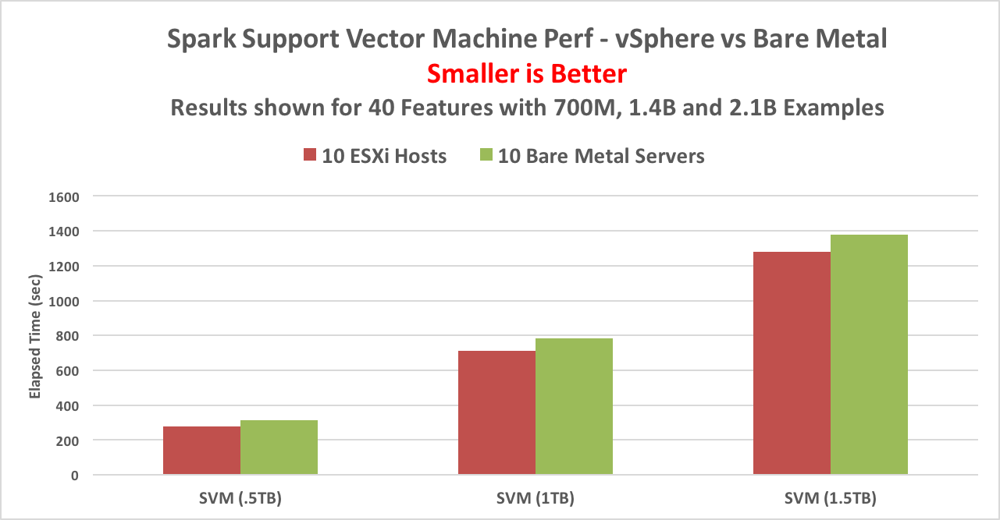 Spark Support Vector Machine Perf - vSphere vs Bare Metal
Smaller is Better
Results shown for 40 Features with 700M, 1.4B and 2.1B Examples
10 ESXi Hosts
10 Bare Metal Servers
1600
1400
1200
1000
800
600
400
200
0
Elapsed Time (sec)
SVM (.5TB)
SVM (1TB)
SVM (1.5TB)